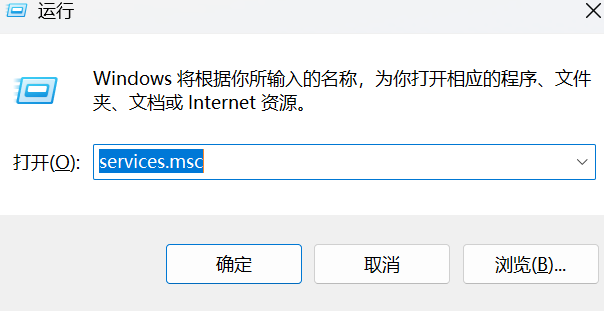 运行
Windows 将根据你所输入的名称，为你打开相应的程序、文件
夹、文档或 Internet 资源。
打开(O): services.msc
确定 取消 浏览(B)...